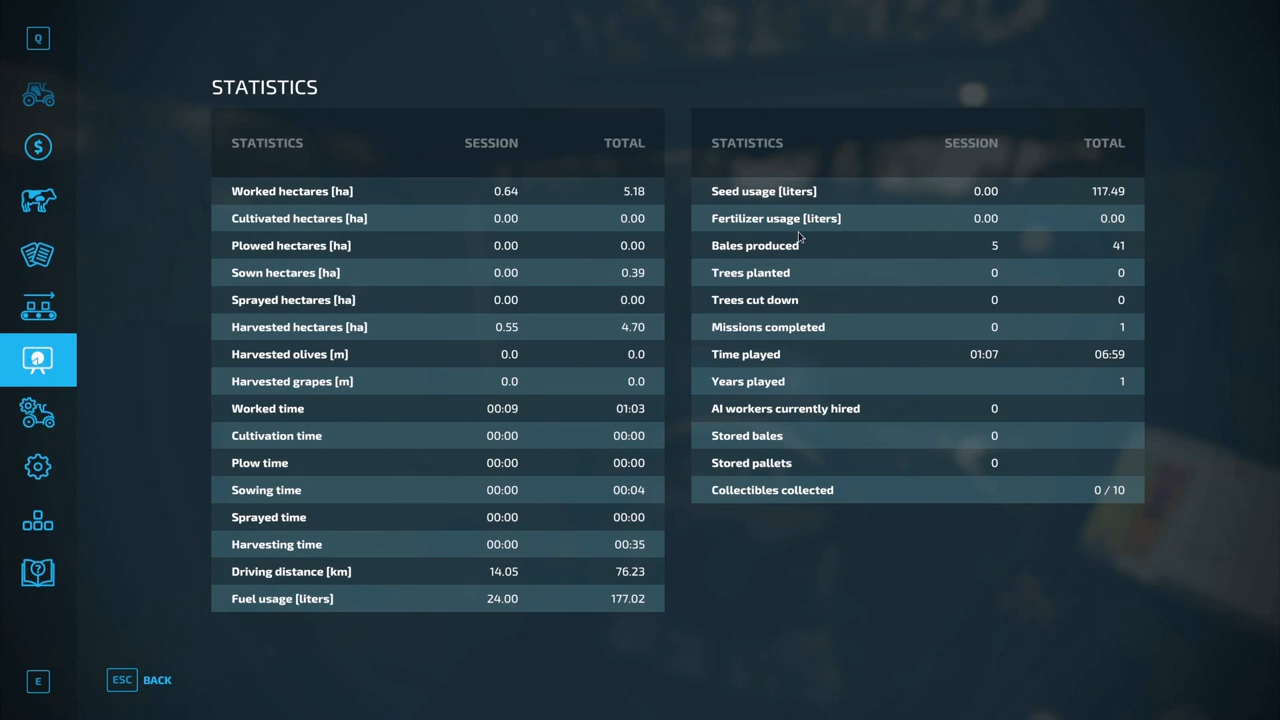 Q
STATISTICS
STATISTICS SESSION TOTAL
Worked hectares [ha] 0.64 5.18
Cultivated hectares [ha] 0.00 0.00
Plowed hectares [ha] 0.00 0.00
Sown hectares [ha] 0.00 0.39
Sprayed hectares [ha] 0.00 0.00
Harvested hectares [ha] 0.55 4.70
Harvested olives [m] 0.0 0.0
Harvested grapes [m] 0.0 0.0
Worked time 00:09 01:03
Cultivation time 00:00 00:00
Plow time 00:00 00:00
Sowing time 00:00 00:04
Sprayed time 00:00 00:00
Harvesting time 00:00 00:35
Driving distance [km] 14.05 76.23
Fuel usage [liters] 24.00 177.02
STATISTICS SESSION TOTAL
Seed usage [liters] 0.00 117.49
Fertilizer usage [liters] 0.00 0.00
Bales produced 5 41
Trees planted 0 0
Trees cut down 0 0
Missions completed 0 1
Time played 01:07 06:59
Years played 1
AI workers currently hired 0
Stored bales 0
Stored pallets 0
Collectibles collected 0 / 10
E
ESC BACK